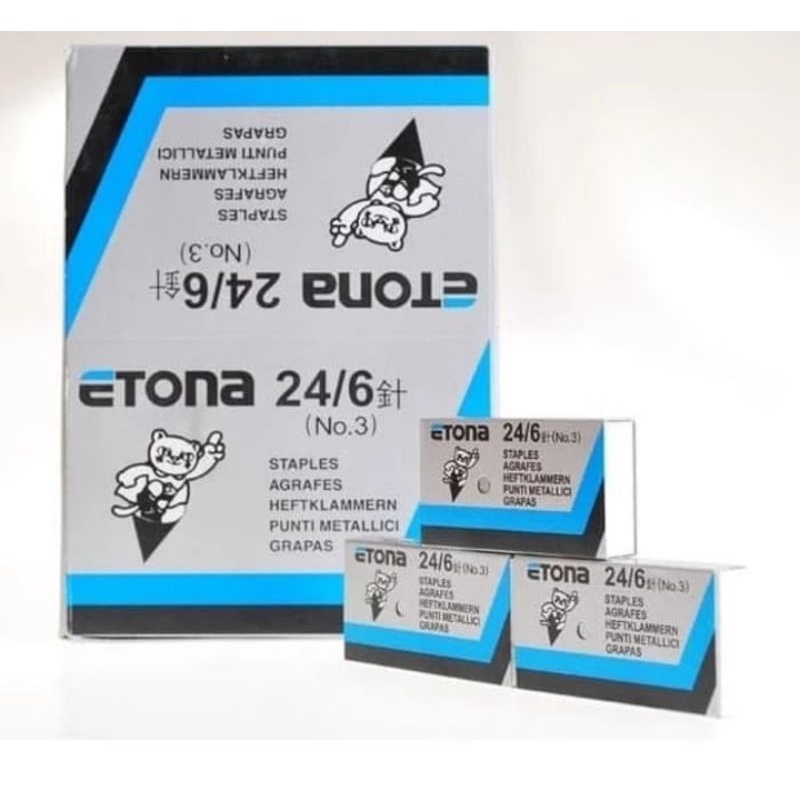 STAPLES
AGRAFES
HEFTKLAMMERN
PUNTI METALLICI
GRAPAS
ETONA 24/6針
(No.3)
ETONA 24/6針
(No.3)
STAPLES
AGRAFES
HEFTKLAMMERN
PUNTI METALLICI
GRAPAS
ETONA 24/6針(No.3)
STAPLES
AGRAFES
HEFTKLAMMERN
PUNTI METALLICI
GRAPAS
ETONA 24/6針(No.3)
STAPLES
AGRAFES
HEFTKLAMMERN
PUNTI METALLICI
GRAPAS
ETONA 24/6針(No.3)
STAPLES
AGRAFES
HEFTKLAMMERN
PUNTI METALLICI
GRAPAS